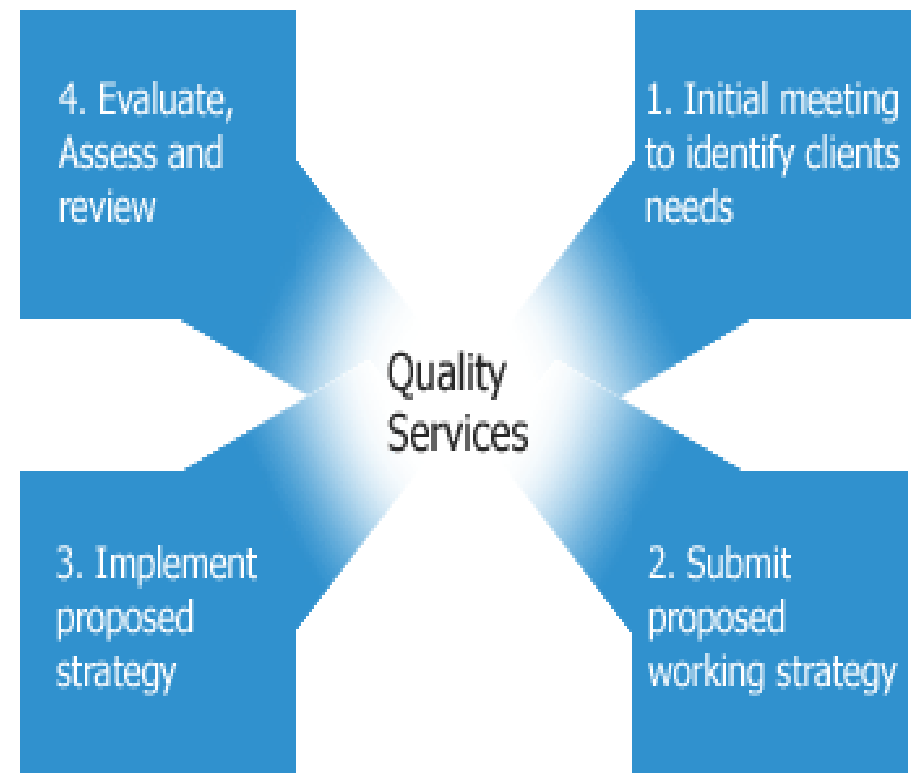 4. Evaluate,
Assess and
review
1. Initial meeting
to identify clients
needs
Quality
Services
3. Implement
proposed
strategy
2. Submit
proposed
working strategy